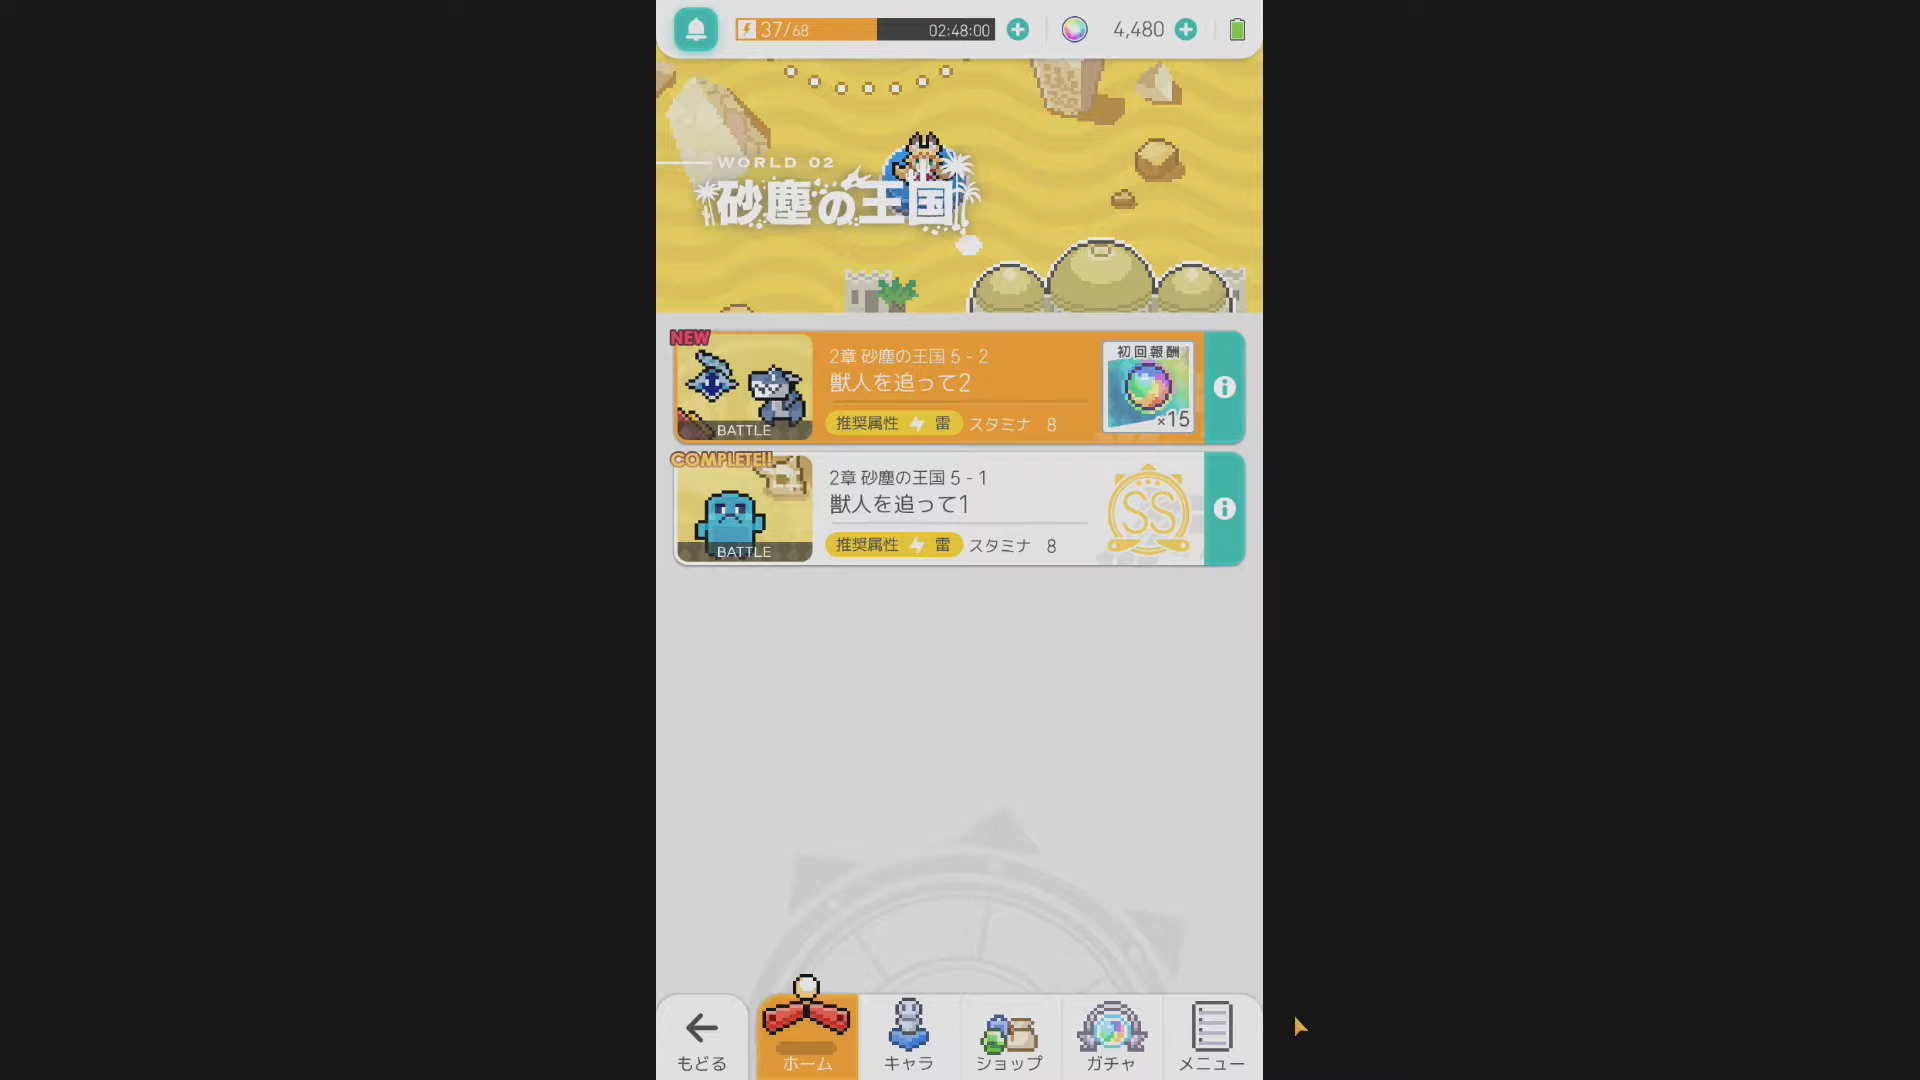 37/68
02:48:00
4,480
WORLD 02
砂塵の王国
NEW
2章 砂塵の王国 5 - 2
獣人を追って2
推奨属性 雷 スタミナ 8
BATTLE
初回報酬
×15
COMPLETE!!
2章 砂塵の王国 5 - 1
獣人を追って1
推奨属性 雷 スタミナ 8
BATTLE
SS
もどる
ホーム
キャラ
ショップ
ガチャ
メニュー